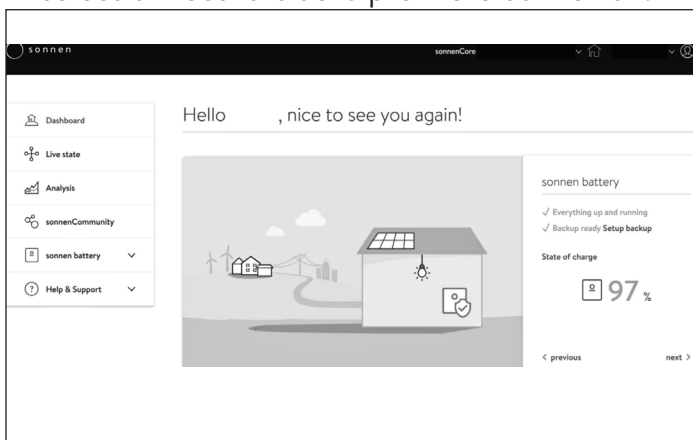 sonnen
sonnenCore
Dashboard
Live state
Analysis
sonnenCommunity
sonnen battery
Help & Support
Hello , nice to see you again!
sonnen battery
✓ Everything up and running
✓ Backup ready Setup backup
State of charge
97 %
< previous next >